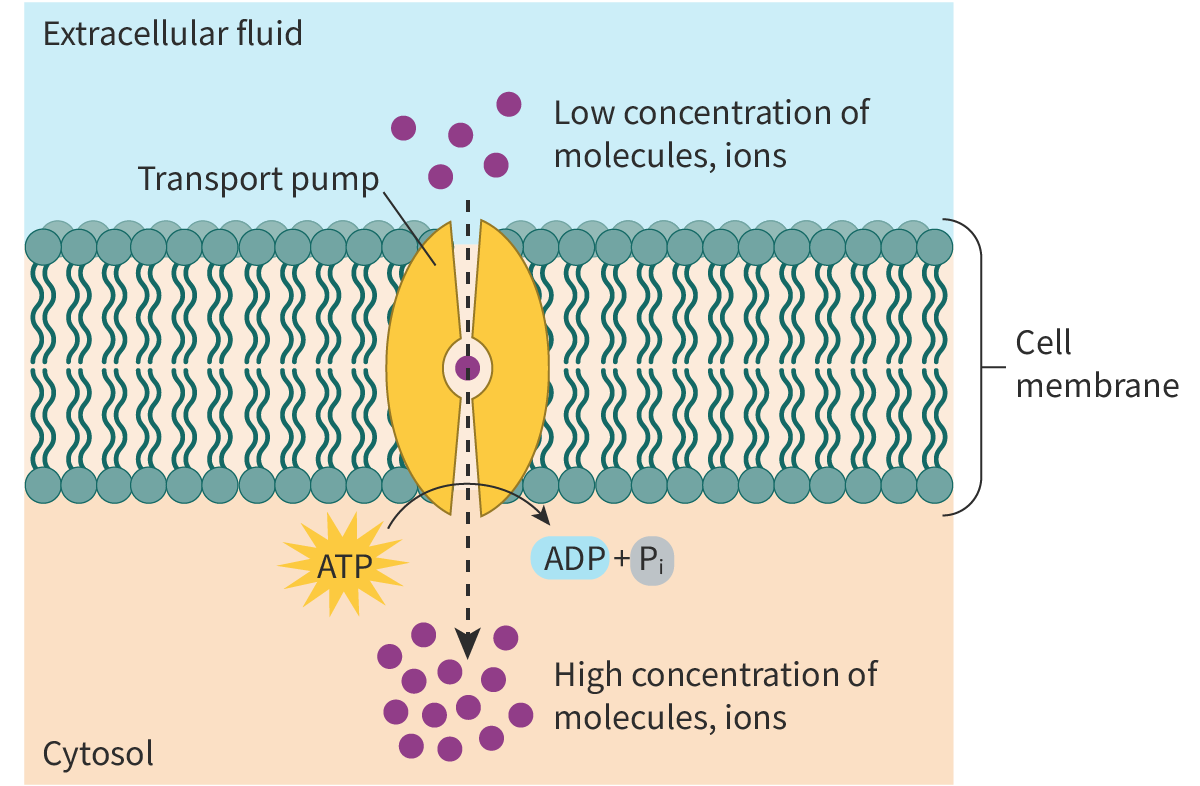 Extracellular fluid
Low concentration of
molecules, ions
Transport pump
Cell
membrane
ATP
ADP + Pi
High concentration of
molecules, ions
Cytosol